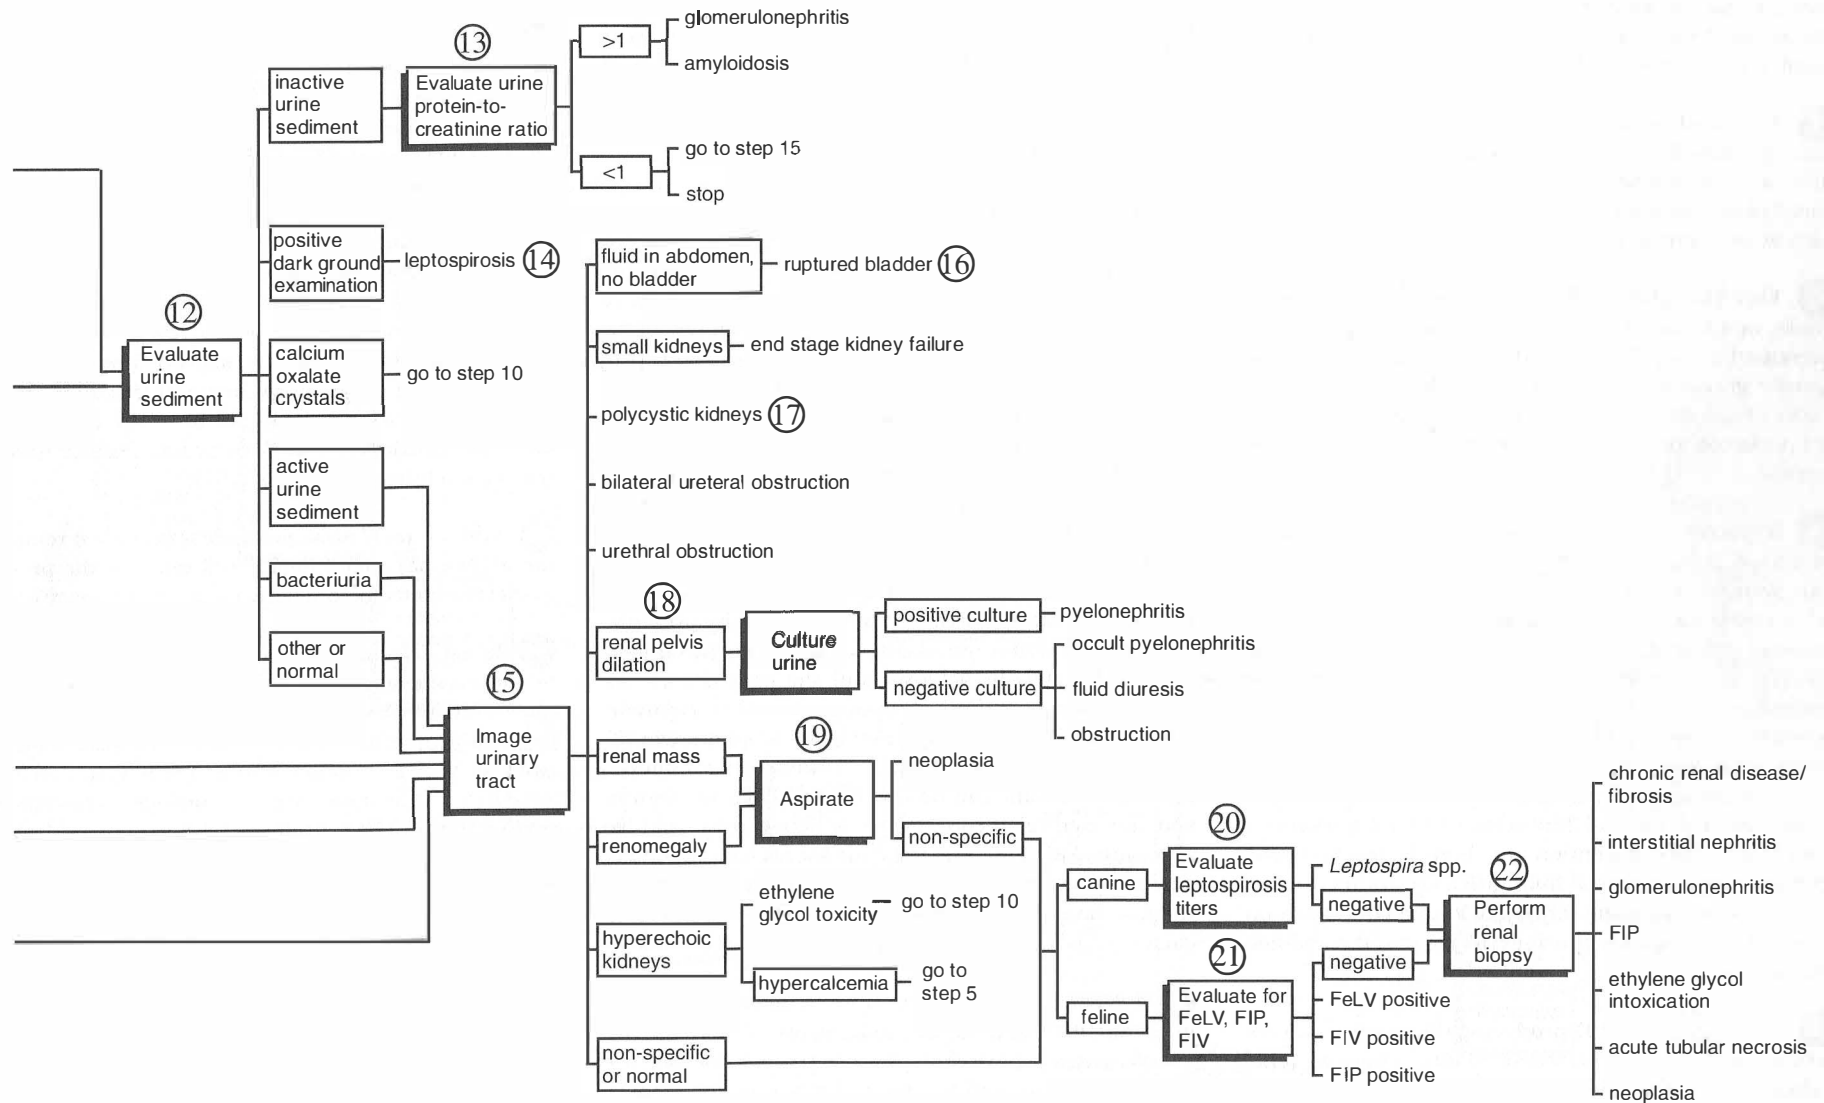 glomerulonephritis
13
>1
amyloidosis
inactive
urine
sediment
Evaluate urine
protein-to-
creatinine ratio
go to step 15
<1
stop
positive
dark ground
examination
leptospirosis 14
fluid in abdomen,
no bladder
ruptured bladder 16
12
Evaluate
urine
sediment
calcium
oxalate
crystals
go to step 10
small kidneys
end stage kidney failure
polycystic kidneys 17
active
urine
sediment
bilateral ureteral obstruction
urethral obstruction
bacteriuria
18
renal pelvis
dilation
Culture
urine
positive culture
pyelonephritis
negative culture
occult pyelonephritis
fluid diuresis
obstruction
other or
normal
15
Image
urinary
tract
renal mass
renomegaly
19
Aspirate
neoplasia
non-specific
hyperechoic
kidneys
ethylene
glycol toxicity
go to step 10
hypercalcemia
go to
step 5
non-specific
or normal
canine
20
Evaluate
leptospirosis
titers
Leptospira spp.
negative
feline
21
Evaluate for
FeLV, FIP,
FIV
negative
FeLV positive
FIV positive
FIP positive
22
Perform
renal
biopsy
chronic renal disease/
fibrosis
interstitial nephritis
glomerulonephritis
FIP
ethylene glycol
intoxication
acute tubular necrosis
neoplasia